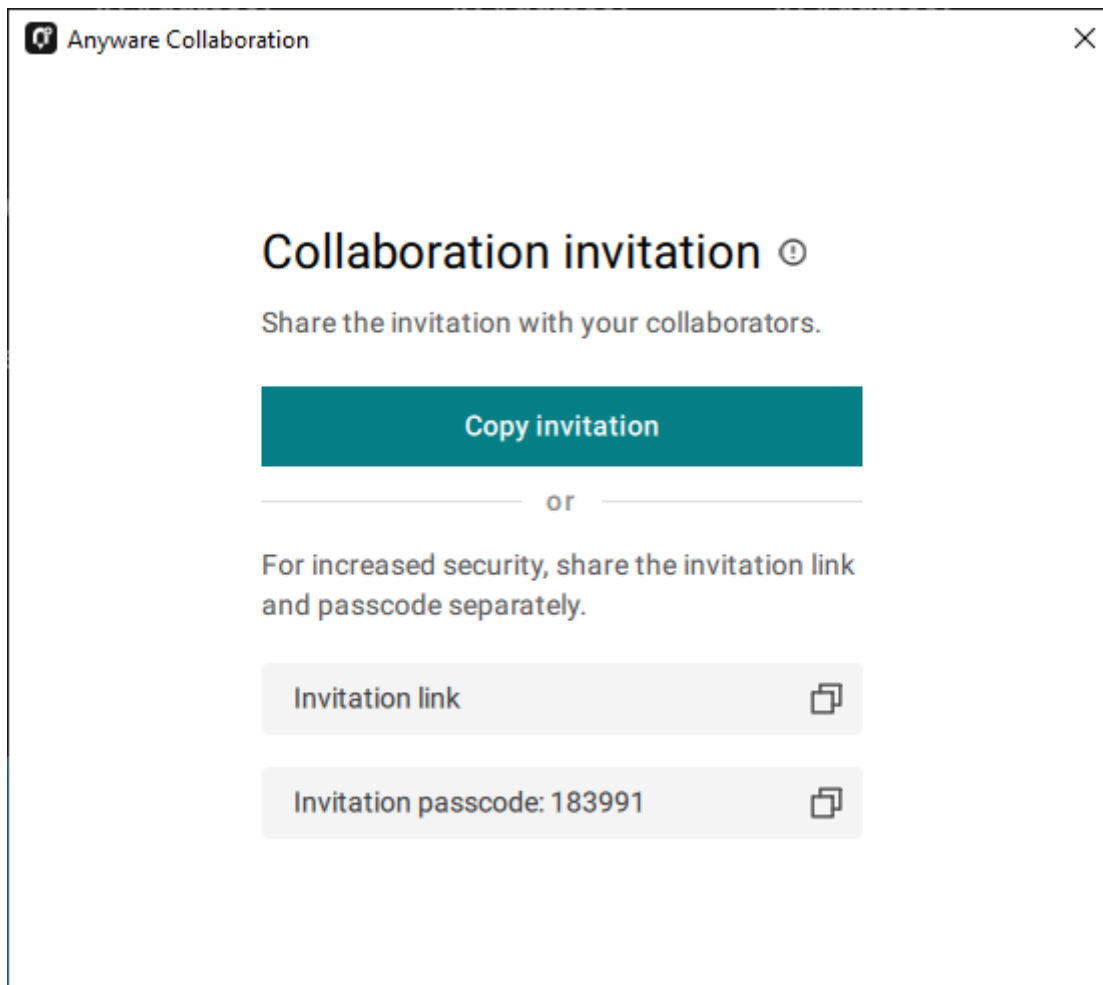 Anyware Collaboration
Collaboration invitation
Share the invitation with your collaborators.
Copy invitation
or
For increased security, share the invitation link
and passcode separately.
Invitation link
Invitation passcode: 183991